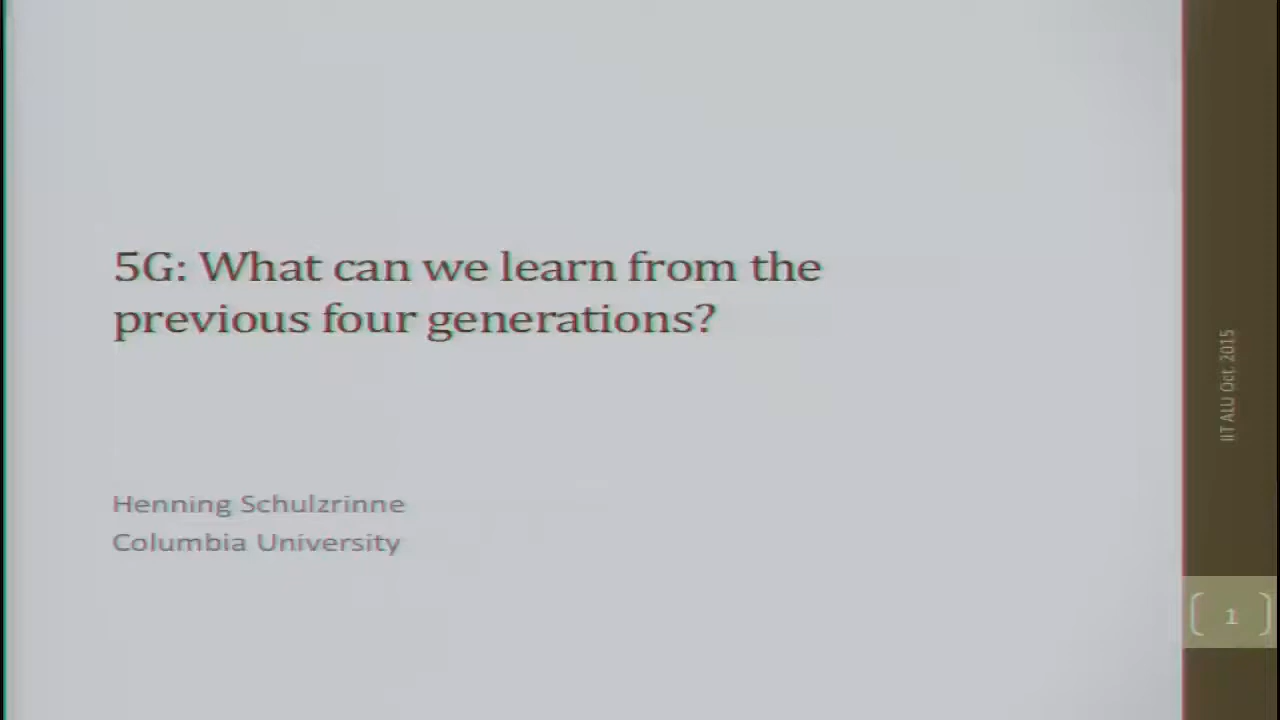 5G: What can we learn from the
previous four generations?
Henning Schulzrinne
Columbia University
IIT ALU Oct. 2015
1